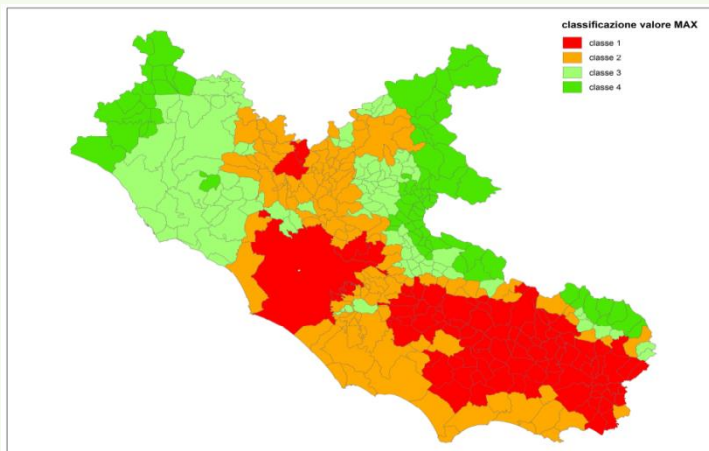 classificazione valore MAX
classe 1
classe 2
classe 3
classe 4